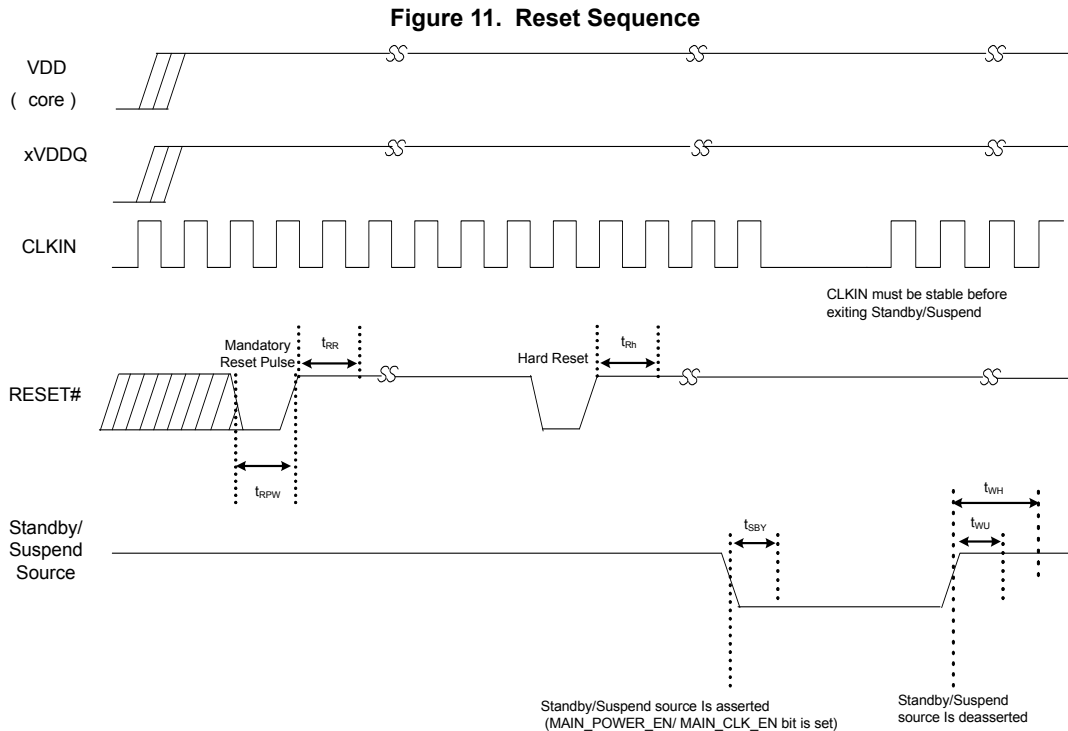 Figure 11. Reset Sequence
VDD
( core )
xVDDQ
CLKIN
CLKIN must be stable before
exiting Standby/Suspend
Mandatory
Reset Pulse
tRR
Hard Reset
tRh
RESET#
tRPW
tWH
tSBY
tWU
Standby/
Suspend
Source
Standby/Suspend source Is asserted
(MAIN_POWER_EN/ MAIN_CLK_EN bit is set)
Standby/Suspend
source Is deasserted